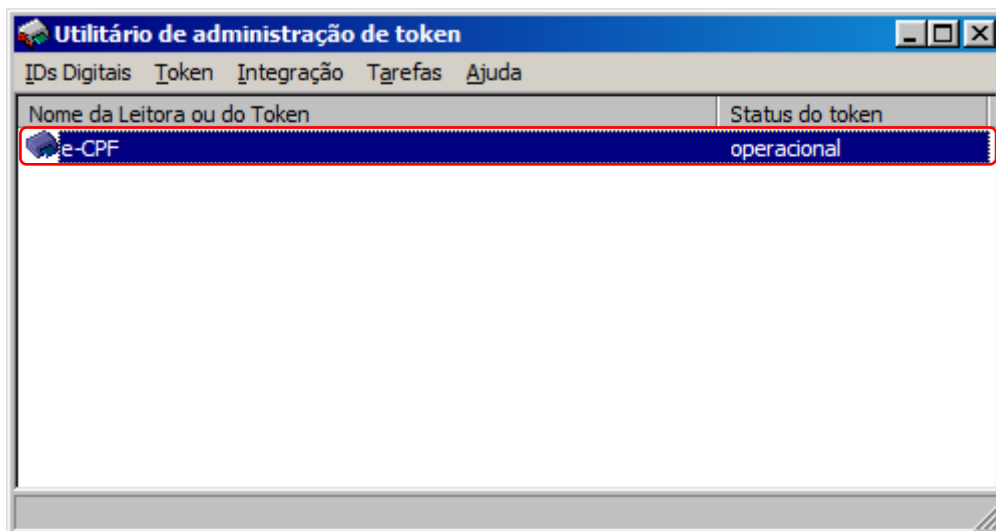 Utilitário de administração de token
IDs Digitais Token Integração Tarefas Ajuda
Nome da Leitora ou do Token Status do token
e-CPF operacional